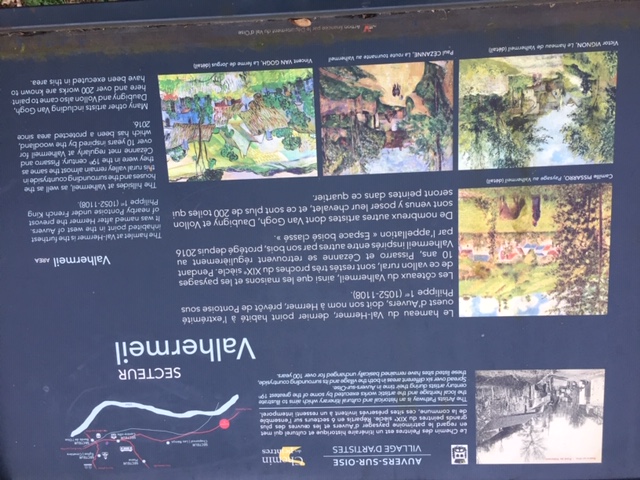 AUVERS-SUR-OISE
VILLAGE D'ARTISTES
Chemin
des Peintres
Le Chemin des Peintres est un itinéraire historique et culturel qui met
en regard le patrimoine paysager d'Auvers et les œuvres des plus
grands peintres du XIXe siècle. Répartis en 6 secteurs sur l'ensemble
de la commune, ces sites préservés invitent à un ressenti intemporel.
The Artists Pathway is an historical and cultural itinerary which aims to illustrate
the local heritage and the artistic works executed by some of the greatest 19th
century artists during their time in Auvers-sur-Oise.
Spread over six different areas in both the village and its surrounding countryside,
these listed sites have remained basically unchanged for over 100 years.
SECTEUR
Valhermeil
Le hameau du Val-Hermer, dernier point habité à l'extrémité
ouest d'Auvers, doit son nom à Hermer, prévôt de Pontoise sous
Philippe 1er (1052-1108).
Les côteaux du Valhermeil, ainsi que les maisons et les paysages
de ce vallon rural, sont restés très proches du XIXe siècle. Pendant
10 ans, Pissarro et Cézanne se retrouvent régulièrement au
Valhermeil inspirés entre autres par son bois, protégé depuis 2016
par l'appellation « Espace boisé classé ».
De nombreux autres artistes dont Van Gogh, Daubigny et Vollon
sont venus y poser leur chevalet, et ce sont plus de 200 toiles qui
seront peintes dans ce quartier.
Valhermeil AREA
The hamlet at Val-Hermer is the furthest
inhabited point in the west of Auvers.
It was named after Hermer the prevost
of nearby Pontoise under French King
Philippe 1st (1052-1108).
The hillsides at Valhermeil, as well as the
houses and the surrounding countryside in
this rural valley remain almost the same as
they were in the 19th century. Pissarro and
Cézanne met regularly at Valhermeil for
over 10 years inspired by the woodland,
which has been a protected area since
2016.
Many other artists including Van Gogh,
Daubigny and Vollon also came to paint
here and over 200 works are known to
have been executed in this area.
Camille PISSARRO, Paysage au Valhermeil (détail)
Victor VIGNON, Le hameau de Valhermeil (détail)
Paul CÉZANNE, La route tournante au Valhermeil
Vincent VAN GOGH, La ferme de Jorgus (détail)